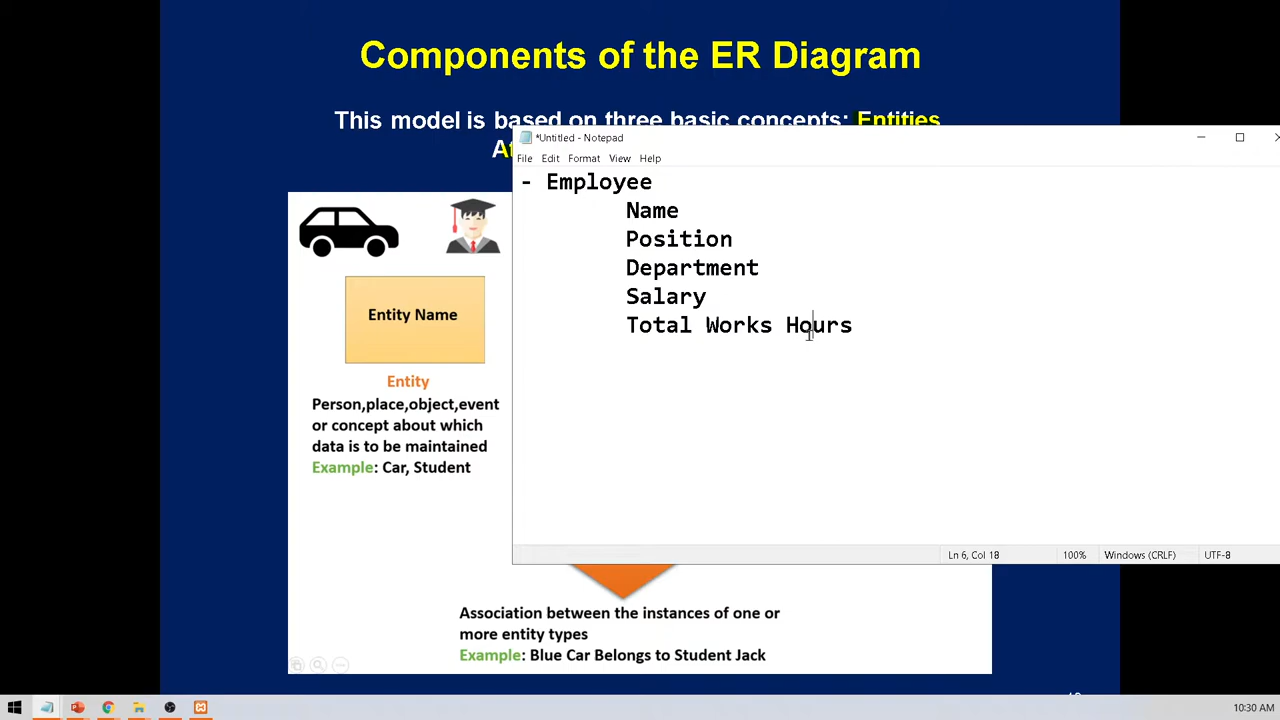 Components of the ER Diagram
This model is based on three basic concepts: Entities
*Untitled - Notepad
File Edit Format View Help
- Employee
Name
Position
Department
Salary
Total Works Hours
Entity Name
Entity
Person,place,object,event
or concept about which
data is to be maintained
Example: Car, Student
Ln 6, Col 18 100% Windows (CRLF) UTF-8
Association between the instances of one or
more entity types
Example: Blue Car Belongs to Student Jack
10:30 AM